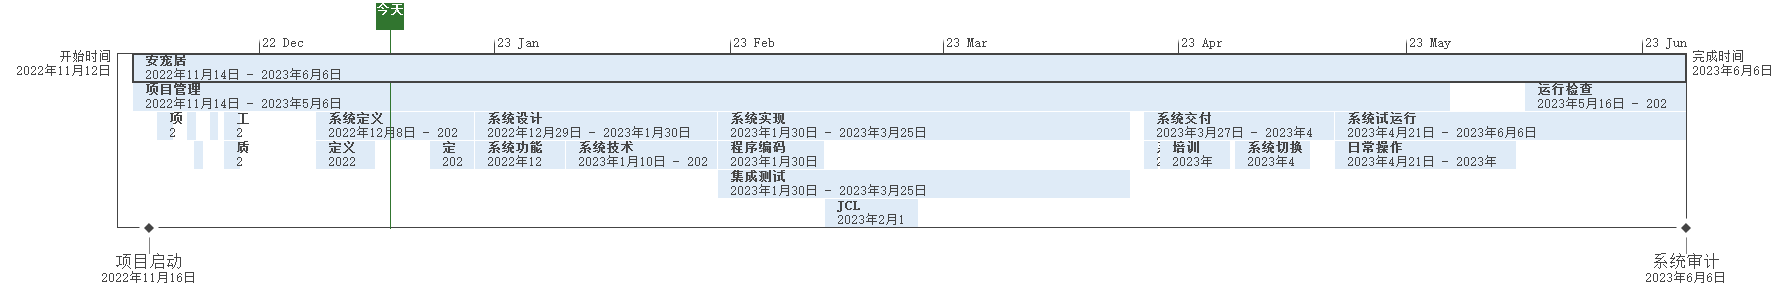 今天
22 Dec 23 Jan 23 Feb 23 Mar 23 Apr 23 May 23 Jun
开始时间
2022年11月12日
完成时间
2023年6月6日
安宠居
2022年11月14日 - 2023年6月6日
项目管理
2022年11月14日 - 2023年5月6日
运行检查
2023年5月16日 - 202
项
2
工
2
系统定义
2022年12月8日 - 202
系统设计
2022年12月29日 - 2023年1月30日
系统实现
2023年1月30日 - 2023年3月25日
系统交付
2023年3月27日 - 2023年4
系统试运行
2023年4月21日 - 2023年6月6日
质
2
定义
2022
定
202
系统功能
2022年12
系统技术
2023年1月10日 - 202
程序编码
2023年1月30日
培训
2023年
系统切换
2023年4
日常操作
2023年4月21日 - 2023年
集成测试
2023年1月30日 - 2023年3月25日
JCL
2023年2月1
项目启动
2022年11月16日
系统审计
2023年6月6日